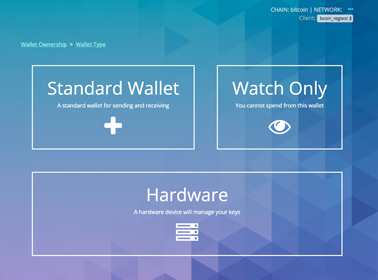 CHAIN: bitcoin | NETWORK: ···
Client: bcoin_regtest
Wallet Ownership > Wallet Type
Standard Wallet
A standard wallet for sending and receiving
Watch Only
You cannot spend from this wallet
Hardware
A hardware device will manage your keys